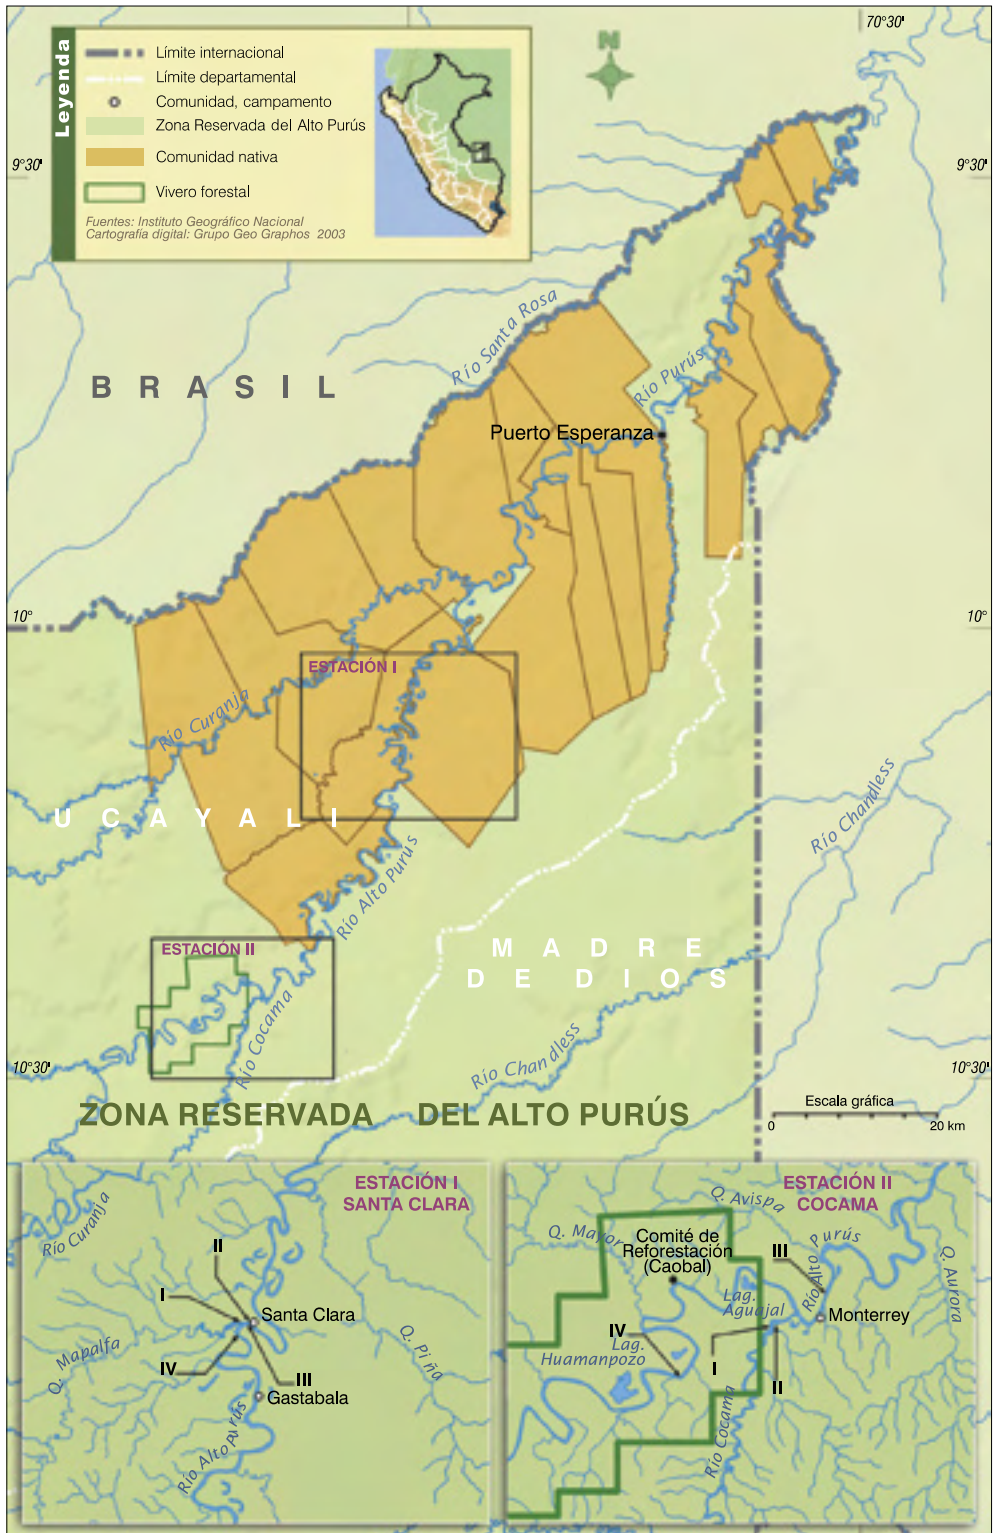 Leyenda
Límite internacional
Límite departamental
Comunidad, campamento
Zona Reservada del Alto Purús
Comunidad nativa
Vivero forestal
Fuentes: Instituto Geográfico Nacional
Cartografía digital: Grupo Geo Graphos 2003
N
70°30'
9°30'
9°30'
Río Santa Rosa
BRASIL
Río Purús
Puerto Esperanza
10°
10°
ESTACIÓN I
Río Curanja
UCAYALI
Río Chandless
Río Alto Purús
MADRE
DE DIOS
ESTACIÓN II
Río Cocama
Río Chandless
10°30'
10°30'
ZONA RESERVADA DEL ALTO PURÚS
Escala gráfica
0 20 km
ESTACIÓN I
SANTA CLARA
Río Curanja
II
I
Santa Clara
Q. Mapalfa
Q. Piña
IV
III
Gastabala
Río Alto Purús
ESTACIÓN II
COCAMA
Q. Avispa
Q. Mayor
Comité de
Reforestación
(Caobal)
III
Río Alto Purús
Q. Aurora
Lag.
Aguajal
Monterrey
IV
Lag.
Huamanpozo
I
II
Río Cocama